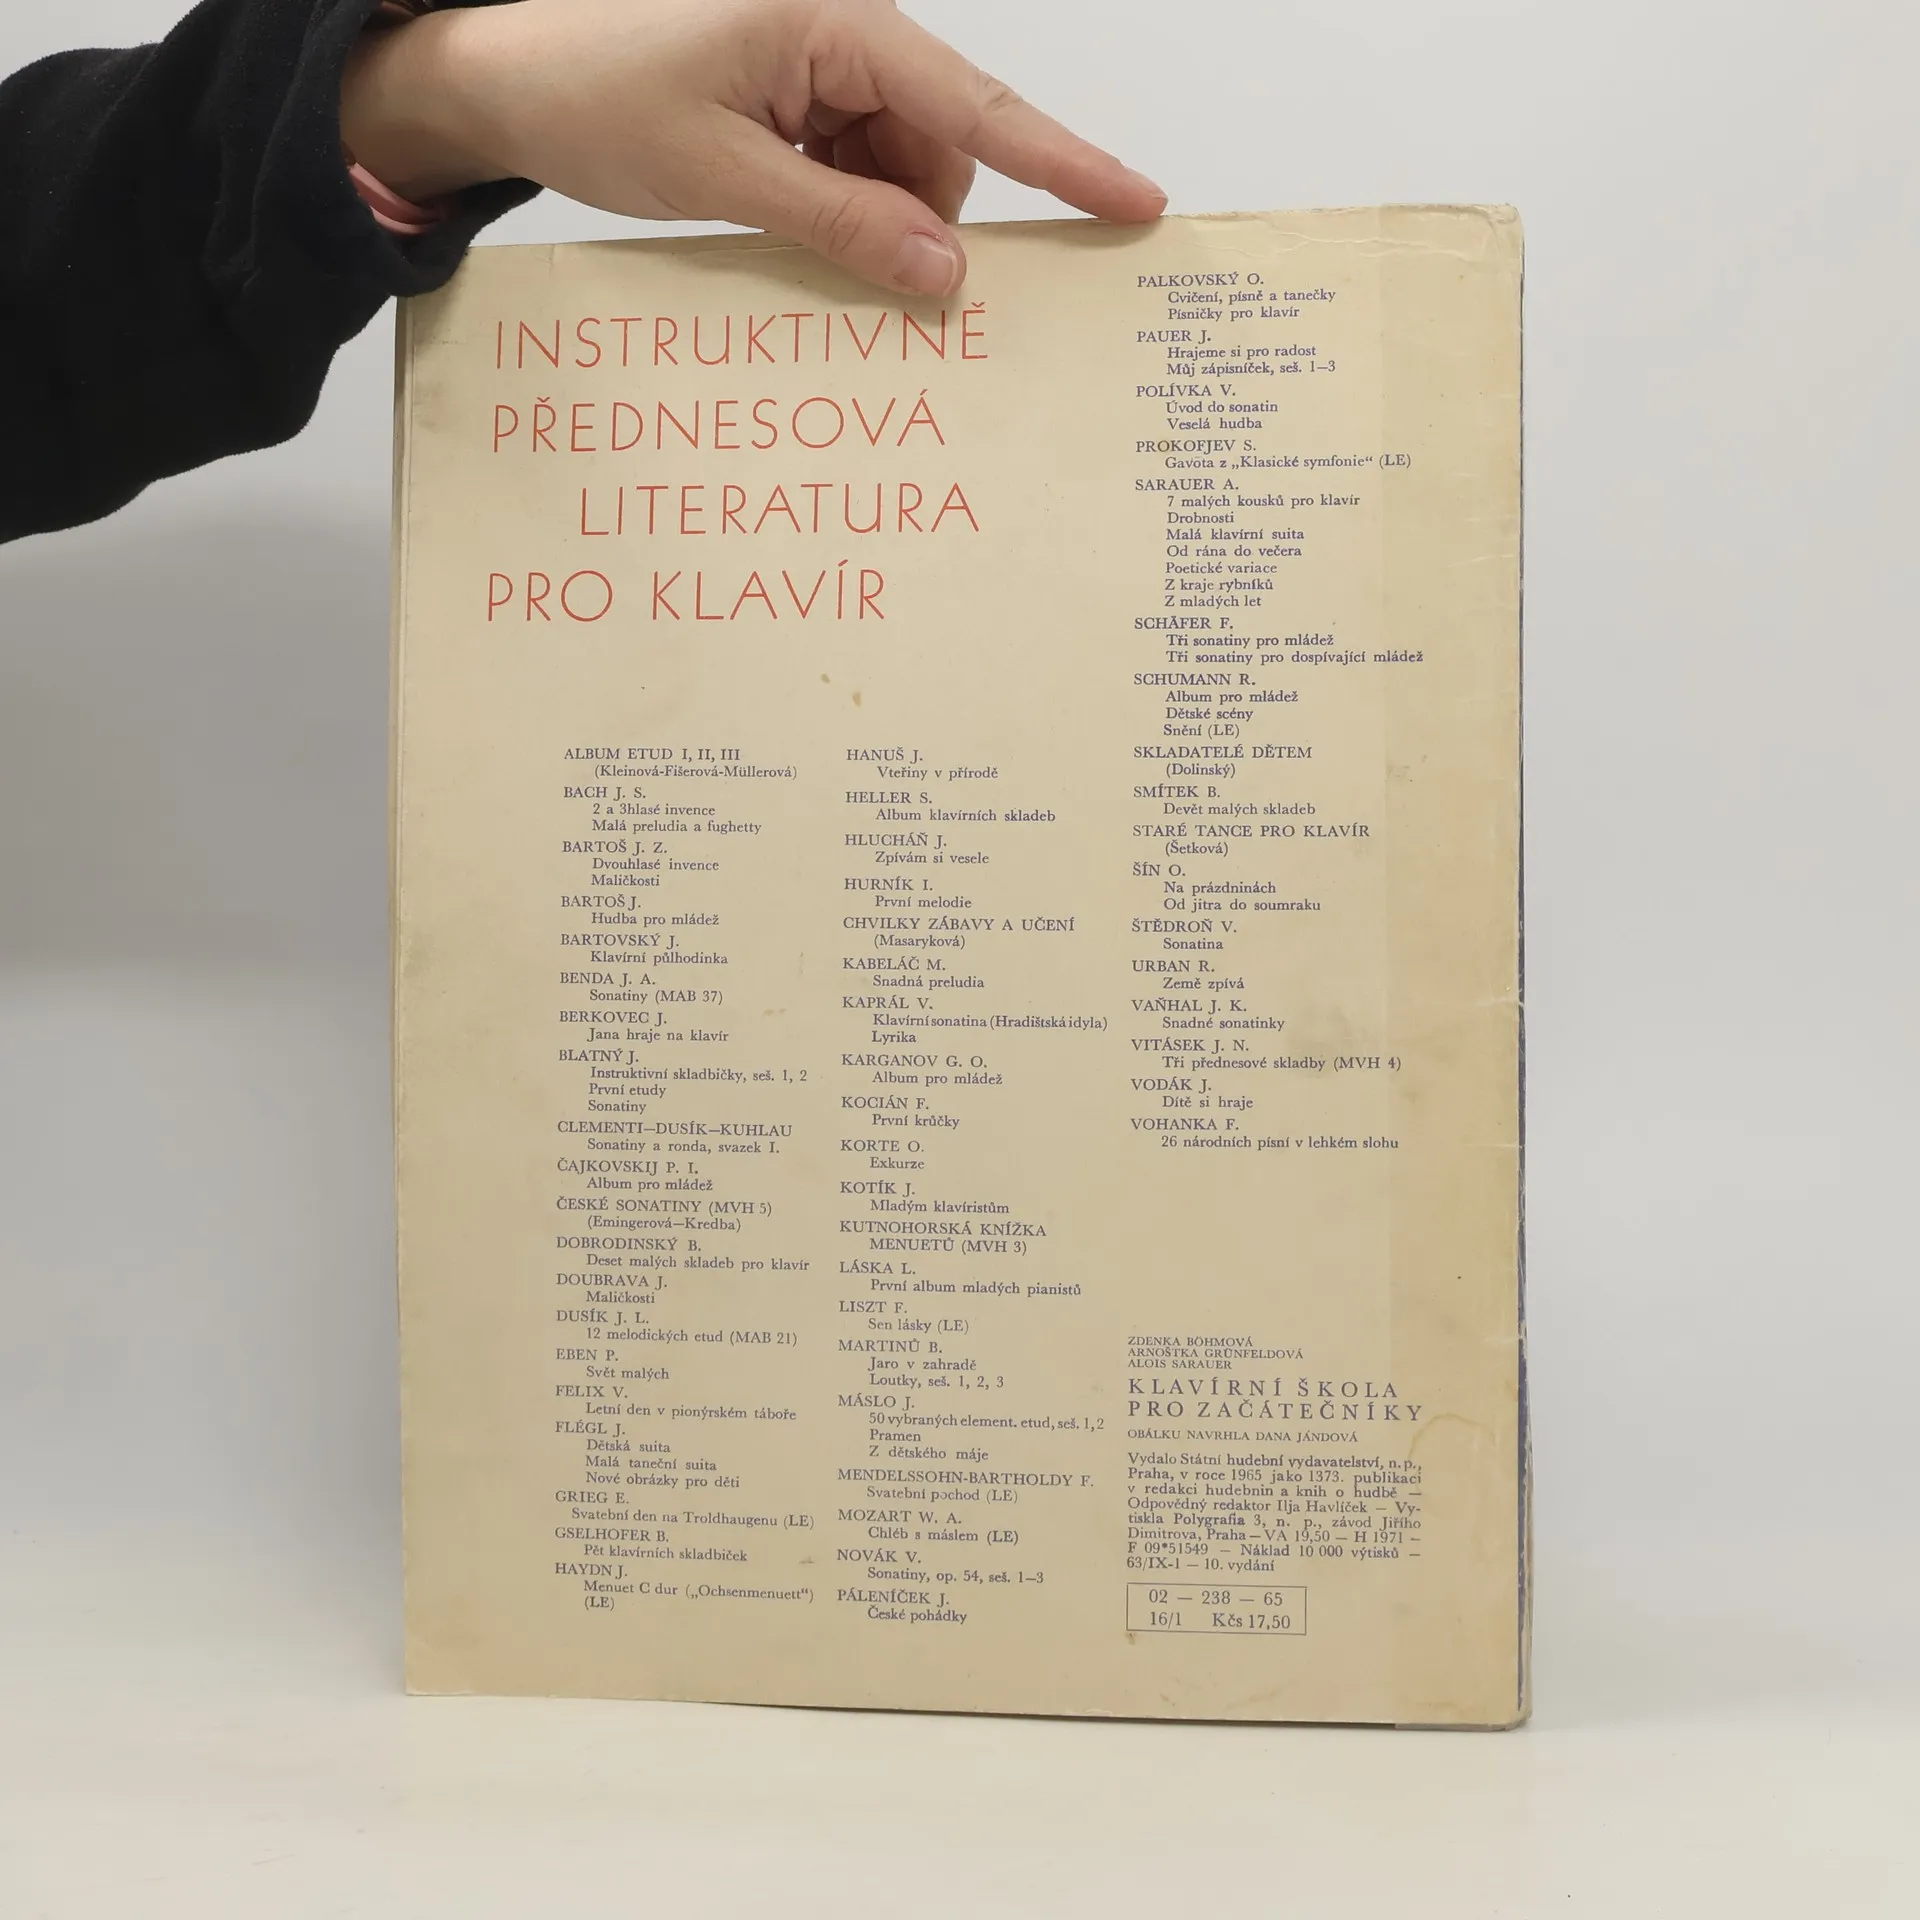 INSTRUKTIVNĚ
PŘEDNESOVÁ
LITERATURA
PRO KLAVÍR
ALBUM ETUD I, II, III
(Kleinová-Fišerová-Müllerová)
BACH J. S.
2 a 3hlasé invence
Malá preludia a fughetty
BARTOŠ J. Z.
Dvouhlasé invence
Maličkosti
BARTOŠ J.
Hudba pro mládež
BARTOVSKÝ J.
Klavírní půlhodinka
BENDA J. A.
Sonatiny (MAB 37)
BERKOVEC J.
Jana hraje na klavír
BLATNÝ J.
Instruktivní skladbičky, seš. 1, 2
První etudy
Sonatiny
CLEMENTI—DUSÍK—KUHLAU
Sonatiny a ronda, svazek I.
ČAJKOVSKIJ P. I.
Album pro mládež
ČESKÉ SONATINY (MVH 5)
(Emingerová—Kredba)
DOBRODINSKÝ B.
Deset malých skladeb pro klavír
DOUBRAVA J.
Maličkosti
DUSÍK J. L.
12 melodických etud (MAB 21)
EBEN P.
Svět malých
FELIX V.
Letní den v pionýrském táboře
FLÉGL J.
Dětská suita
Malá taneční suita
Nové obrázky pro děti
GRIEG E.
Svatební den na Troldhaugenu (LE)
GSELHOFER B.
Pět klavírních skladbiček
HAYDN J.
Menuet C dur („Ochsenmenuett“)
(LE)
HANUŠ J.
Vteřiny v přírodě
HELLER S.
Album klavírních skladeb
HLUCHÁŇ J.
Zpívám si vesele
HURNÍK I.
První melodie
CHVILKY ZÁBAVY A UČENÍ
(Masaryková)
KABELÁČ M.
Snadná preludia
KAPRÁL V.
Klavírní sonatina (Hradištská idyla)
Lyrika
KARGANOV G. O.
Album pro mládež
KOCIÁN F.
První krůčky
KORTE O.
Exkurze
KOTÍK J.
Mladým klavíristům
KUTNOHORSKÁ KNÍŽKA
MENUETŮ (MVH 3)
LÁSKA L.
První album mladých pianistů
LISZT F.
Sen lásky (LE)
MARTINŮ B.
Jaro v zahradě
Loutky, seš. 1, 2, 3
MÁSLO J.
50 vybraných element. etud, seš. 1, 2
Pramen
Z dětského máje
MENDELSSOHN-BARTHOLDY F.
Svatební pochod (LE)
MOZART W. A.
Chléb s máslem (LE)
NOVÁK V.
Sonatiny, op. 54, seš. 1—3
PÁLENÍČEK J.
České pohádky
PALKOVSKÝ O.
Cvičení, písně a tanečky
Písničky pro klavír
PAUER J.
Hrajeme si pro radost
Můj zápisníček, seš. 1—3
POLÍVKA V.
Úvod do sonatin
Veselá hudba
PROKOFJEV S.
Gavota z „Klasické symfonie“ (LE)
SARAUER A.
7 malých kousků pro klavír
Drobnosti
Malá klavírní suita
Od rána do večera
Poetické variace
Z kraje rybníků
Z mladých let
SCHÄFER F.
Tři sonatiny pro mládež
Tři sonatiny pro dospívající mládež
SCHUMANN R.
Album pro mládež
Dětské scény
Snění (LE)
SKLADATELÉ DĚTEM
(Dolinský)
SMÍTEK B.
Devět malých skladeb
STARÉ TANCE PRO KLAVÍR
(Šetková)
ŠÍN O.
Na prázdninách
Od jitra do soumraku
ŠTĚDROŇ V.
Sonatina
URBAN R.
Země zpívá
VAŇHAL J. K.
Snadné sonatinky
VITÁSEK J. N.
Tři přednesové skladby (MVH 4)
VODÁK J.
Dítě si hraje
VOHANKA F.
26 národních písní v lehkém slohu
ZDENKA BÖHMOVÁ
ARNOŠTKA GRÜNFELDOVÁ
ALOIS SARAUER
KLAVÍRNÍ ŠKOLA
PRO ZAČÁTEČNÍKY
OBÁLKU NAVRHLA DANA JANDOVÁ
Vydalo Státní hudební vydavatelství, n. p.,
Praha, v roce 1965 jako 1373. publikaci
v redakci hudebnin a knih o hudbě —
Odpovědný redaktor Ilja Havlíček — Vy-
tiskla Polygrafia 3, n. p., závod Jiřího
Dimitrova, Praha — VA 19,50 — H 1971 —
F 09*51549 — Náklad 10 000 výtisků —
63/IX-1 — 10. vydání
02 — 238 — 65
16/1 Kčs 17,50